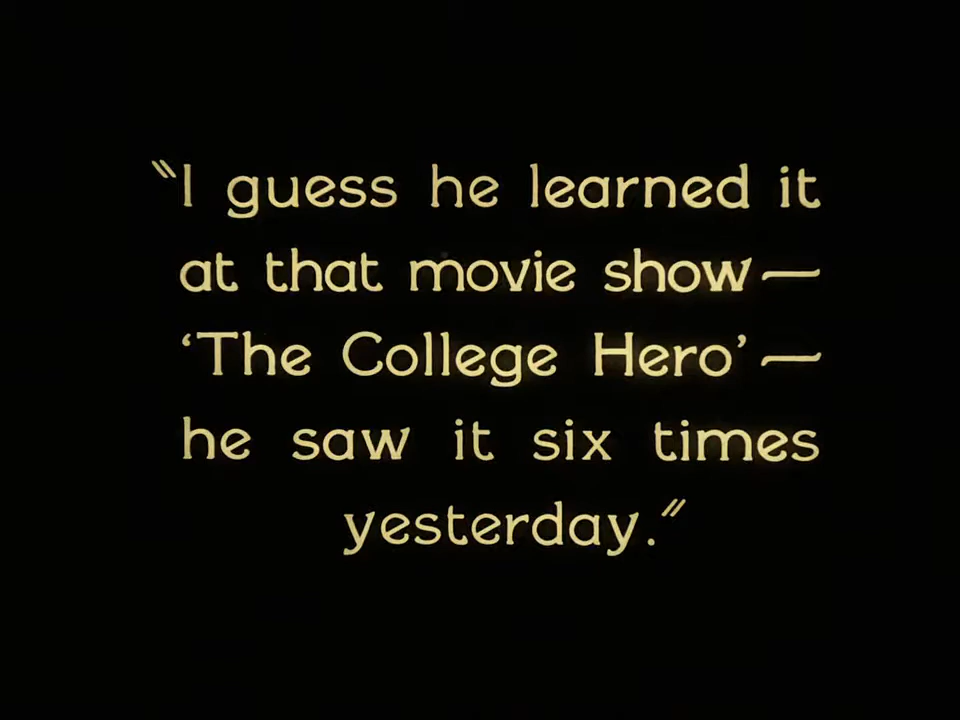 "I guess he learned it
at that movie show—
‘The College Hero’—
he saw it six times
yesterday."